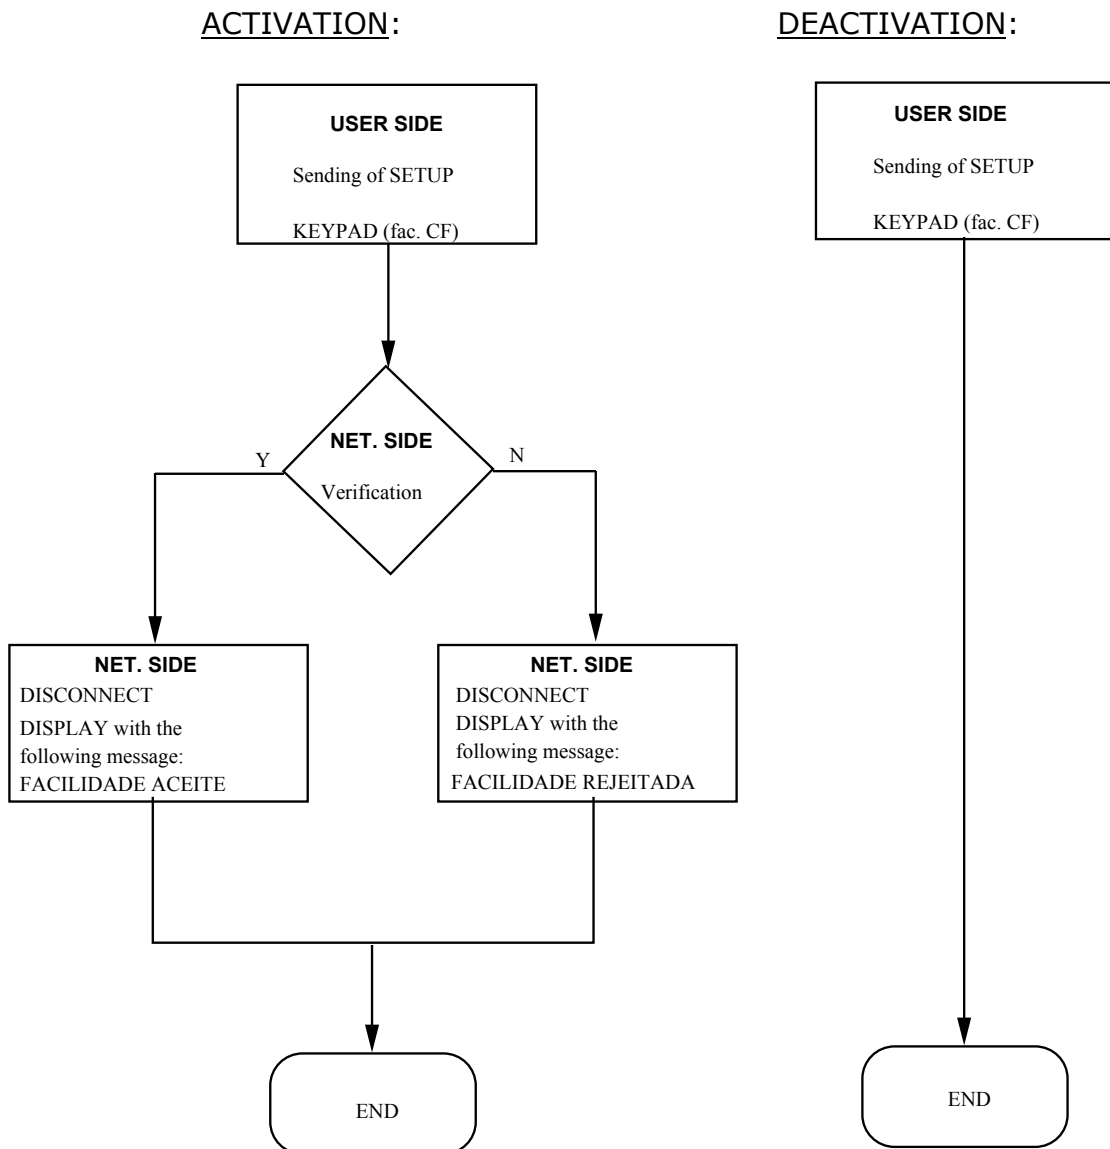 ACTIVATION:
USER SIDE
Sending of SETUP
KEYPAD (fac. CF)
NET. SIDE
Verification
Y
N
NET. SIDE
DISCONNECT
DISPLAY with the
following message:
FACILIDADE ACEITE
NET. SIDE
DISCONNECT
DISPLAY with the
following message:
FACILIDADE REJEITADA
END
DEACTIVATION:
USER SIDE
Sending of SETUP
KEYPAD (fac. CF)
END